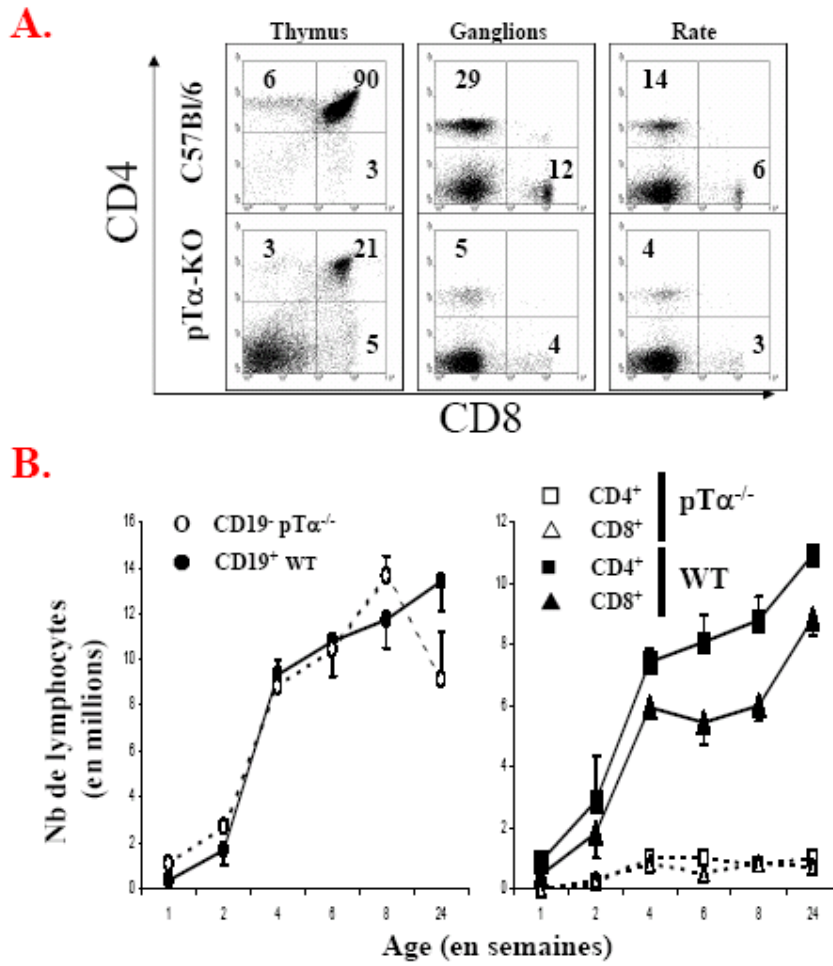 A.
Thymus Ganglions Rate
CD4
C57Bl/6
6 90
3
29
12
14
6
pTα-KO
3 21
5
5
4
4
3
CD8
B.
CD19⁻ pTα⁻/⁻
CD19⁺ WT
CD4⁺
CD8⁺
pTα⁻/⁻
CD4⁺
CD8⁺
WT
Nb de lymphocytes
(en millions)
16
14
12
10
8
6
4
2
0
1 2 4 6 8 24
12
10
8
6
4
2
0
1 2 4 6 8 24
Age (en semaines)